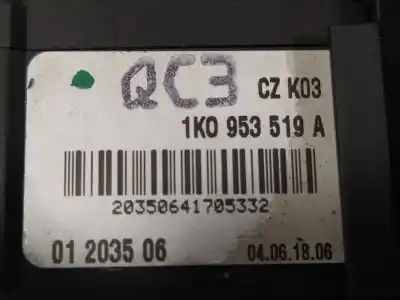 QC3 CZ K03
1K0 953 519 A
20350641705332
01 2035 06 04.06.18.06